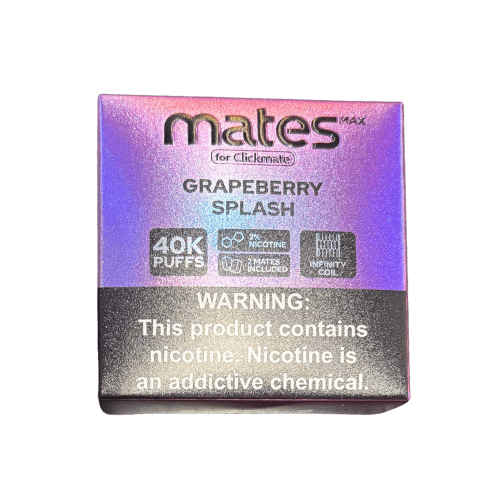 mates MAX
for Clickmate
GRAPEBERRY
SPLASH
40K
PUFFS
2%
NICOTINE
2 MATES
INCLUDED
INFINITY
COIL
WARNING:
This product contains
nicotine. Nicotine is
an addictive chemical.